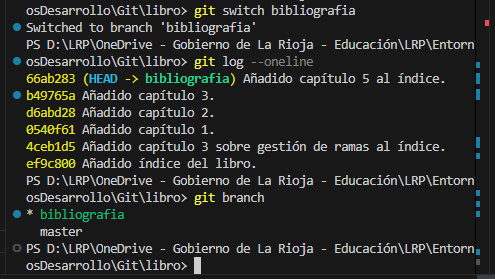 osDesarrollo\Git\libro> git switch bibliografia
Switched to branch 'bibliografia'
PS D:\LRP\OneDrive - Gobierno de La Rioja - Educación\LRP\Entorn
osDesarrollo\Git\libro> git log --oneline
66ab283 (HEAD -> bibliografia) Añadido capítulo 5 al índice.
b49765a Añadido capítulo 3.
d6abd28 Añadido capítulo 2.
0540f61 Añadido capítulo 1.
4ceb1d5 Añadido capítulo 3 sobre gestión de ramas al índice.
ef9c800 Añadido índice del libro.
PS D:\LRP\OneDrive - Gobierno de La Rioja - Educación\LRP\Entorn
osDesarrollo\Git\libro> git branch
* bibliografia
master
PS D:\LRP\OneDrive - Gobierno de La Rioja - Educación\LRP\Entorn
osDesarrollo\Git\libro>